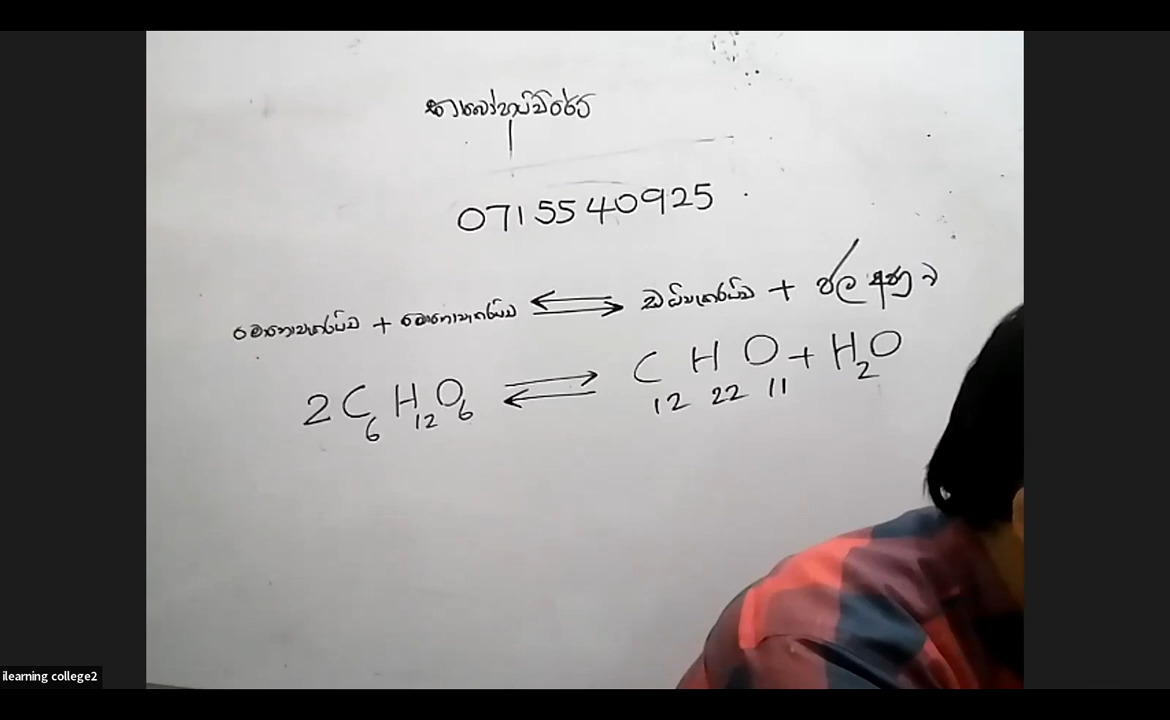 කාබෝහයිඩ්රේට්
0715540925
මොනොසැකරයිඩ + මොනොසැකරයිඩ ⇌ ඩයිසැකරයිඩ + ජල අණුව
2C₆H₁₂O₆ ⇌ C₁₂H₂₂O₁₁ + H₂O
ilearning college2